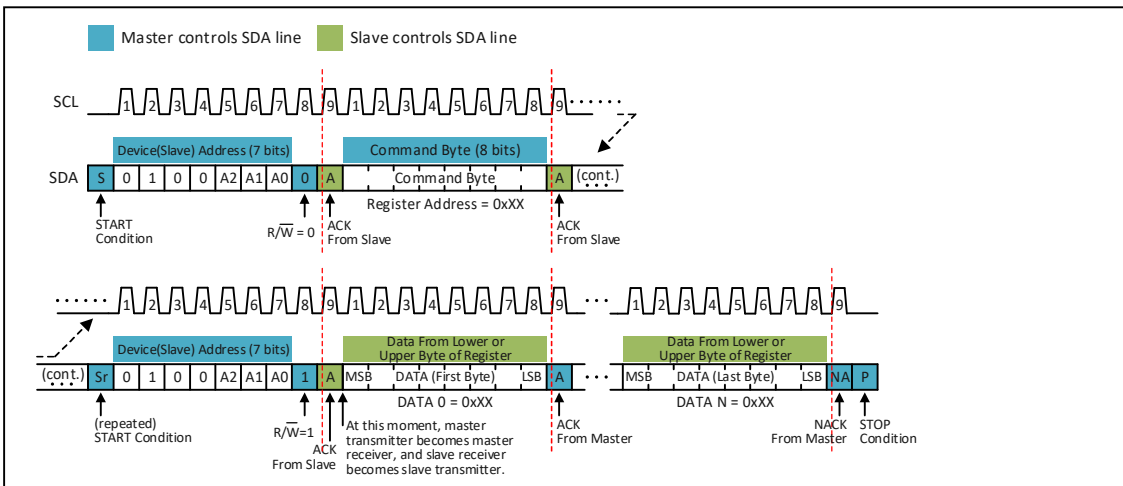 Master controls SDA line Slave controls SDA line
SCL 1 2 3 4 5 6 7 8 9 1 2 3 4 5 6 7 8 9 ......
Device(Slave) Address (7 bits) Command Byte (8 bits)
SDA S 0 1 0 0 A2 A1 A0 0 A Command Byte A (cont.) ....
Register Address = 0xXX
START Condition
R/W̅ = 0
ACK From Slave
ACK From Slave
...... 1 2 3 4 5 6 7 8 9 1 2 3 4 5 6 7 8 9 ... 1 2 3 4 5 6 7 8 9
Device(Slave) Address (7 bits)
Data From Lower or
Upper Byte of Register
Data From Lower or
Upper Byte of Register
(cont.) .... Sr 0 1 0 0 A2 A1 A0 1 A MSB DATA (First Byte) LSB A ... MSB DATA (Last Byte) LSB NA P
DATA 0 = 0xXX DATA N = 0xXX
(repeated)
START Condition
R/W̅=1
ACK
From Slave
At this moment, master
transmitter becomes master
receiver, and slave receiver
becomes slave transmitter.
ACK
From Master
NACK
From Master
STOP
Condition